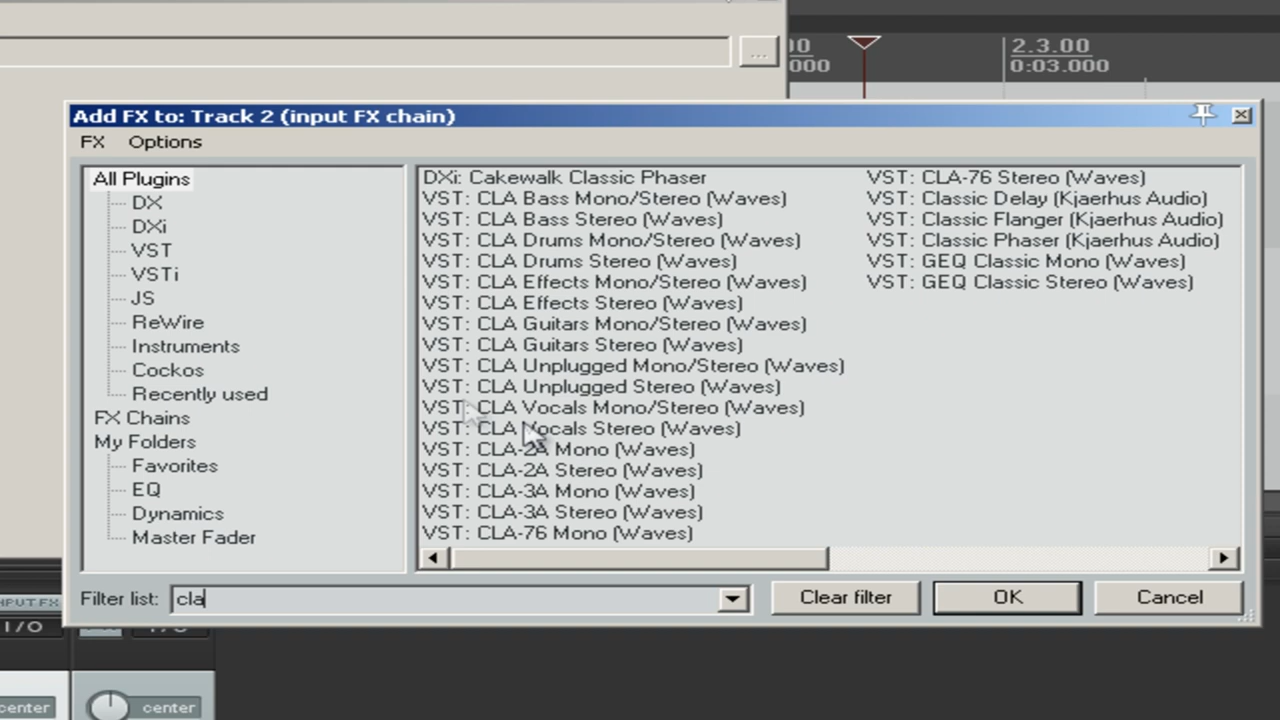 ...
00
000
2.3.00
0:03.000
Add FX to: Track 2 (input FX chain)
FX Options
All Plugins
DX
DXi
VST
VSTi
JS
ReWire
Instruments
Cockos
Recently used
FX Chains
My Folders
Favorites
EQ
Dynamics
Master Fader
DXi: Cakewalk Classic Phaser
VST: CLA Bass Mono/Stereo (Waves)
VST: CLA Bass Stereo (Waves)
VST: CLA Drums Mono/Stereo (Waves)
VST: CLA Drums Stereo (Waves)
VST: CLA Effects Mono/Stereo (Waves)
VST: CLA Effects Stereo (Waves)
VST: CLA Guitars Mono/Stereo (Waves)
VST: CLA Guitars Stereo (Waves)
VST: CLA Unplugged Mono/Stereo (Waves)
VST: CLA Unplugged Stereo (Waves)
VST: CLA Vocals Mono/Stereo (Waves)
VST: CLA Vocals Stereo (Waves)
VST: CLA-2A Mono (Waves)
VST: CLA-2A Stereo (Waves)
VST: CLA-3A Mono (Waves)
VST: CLA-3A Stereo (Waves)
VST: CLA-76 Mono (Waves)
VST: CLA-76 Stereo (Waves)
VST: Classic Delay (Kjaerhus Audio)
VST: Classic Flanger (Kjaerhus Audio)
VST: Classic Phaser (Kjaerhus Audio)
VST: GEQ Classic Mono (Waves)
VST: GEQ Classic Stereo (Waves)
Filter list: cla
Clear filter
OK
Cancel
I/O
center
center